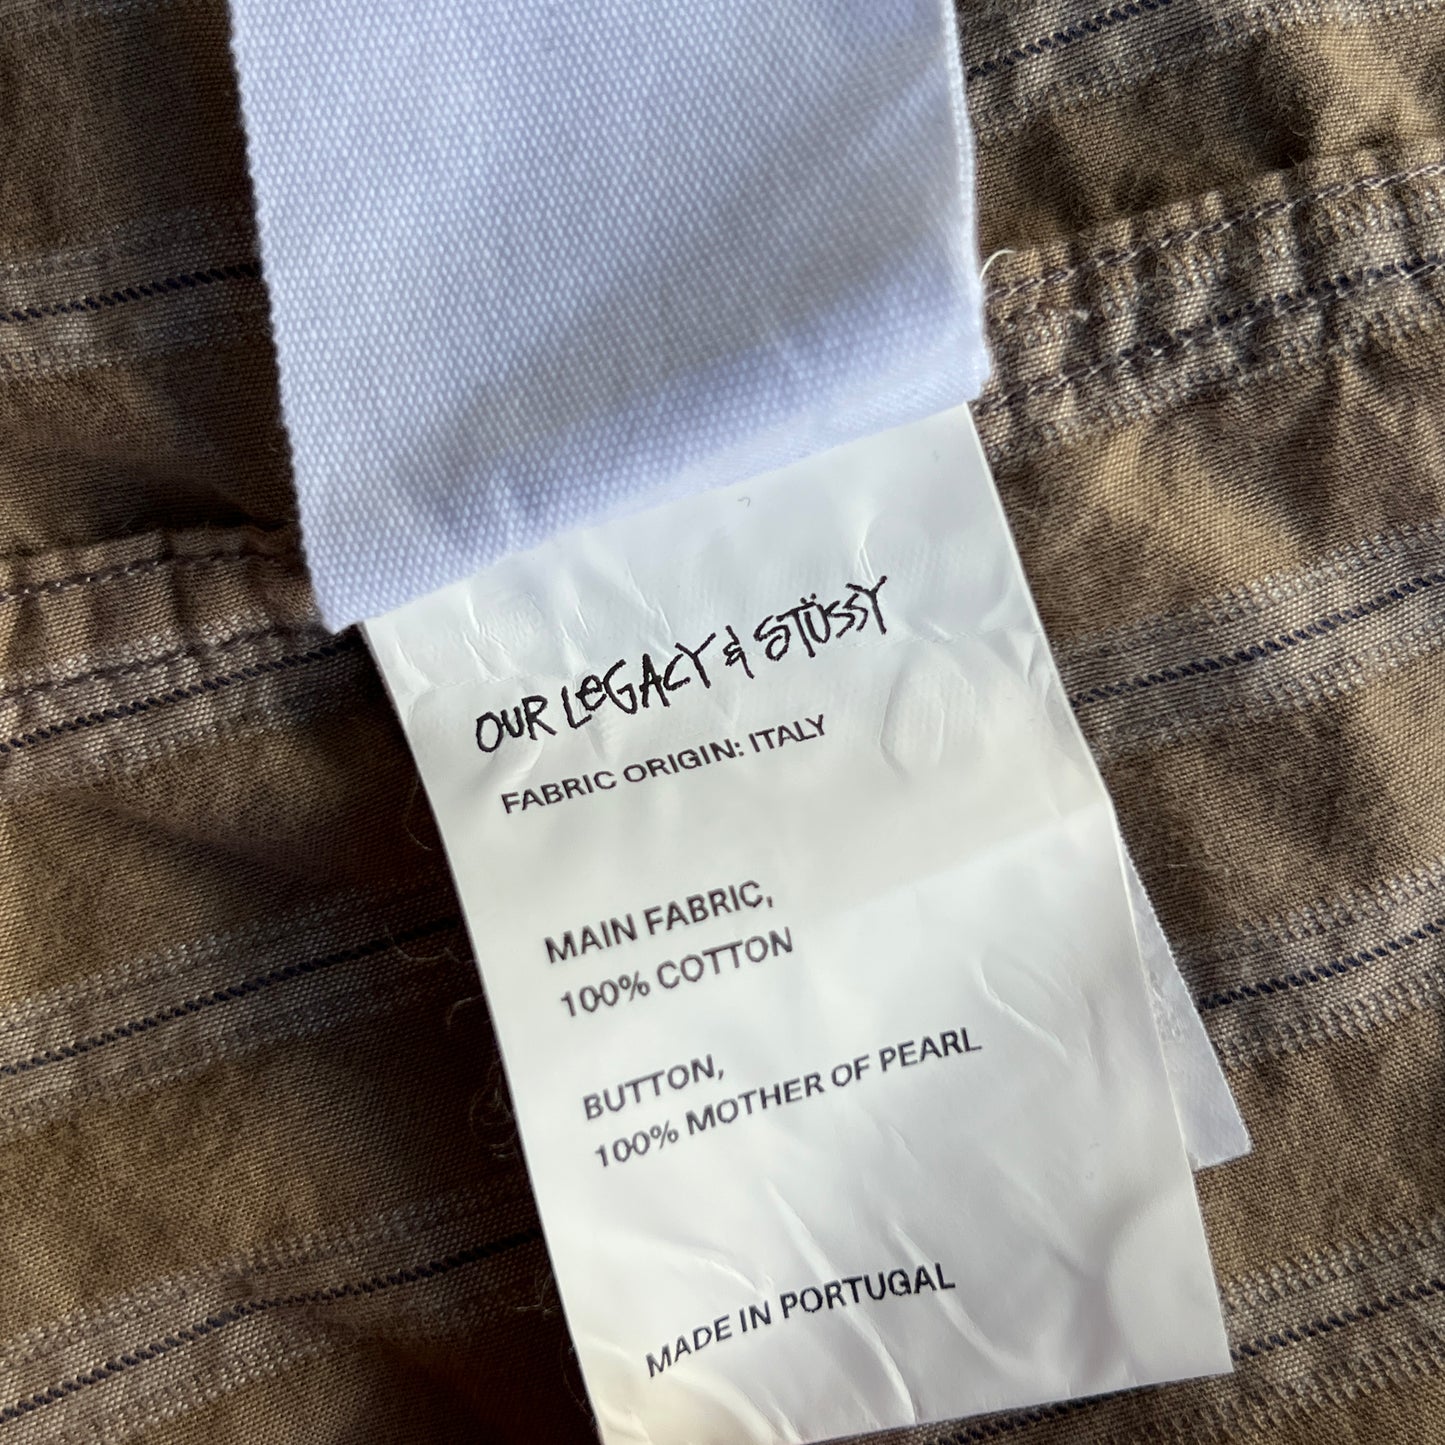 OUR LEGACY & STÜSSY
FABRIC ORIGIN: ITALY
MAIN FABRIC,
100% COTTON
BUTTON,
100% MOTHER OF PEARL
MADE IN PORTUGAL